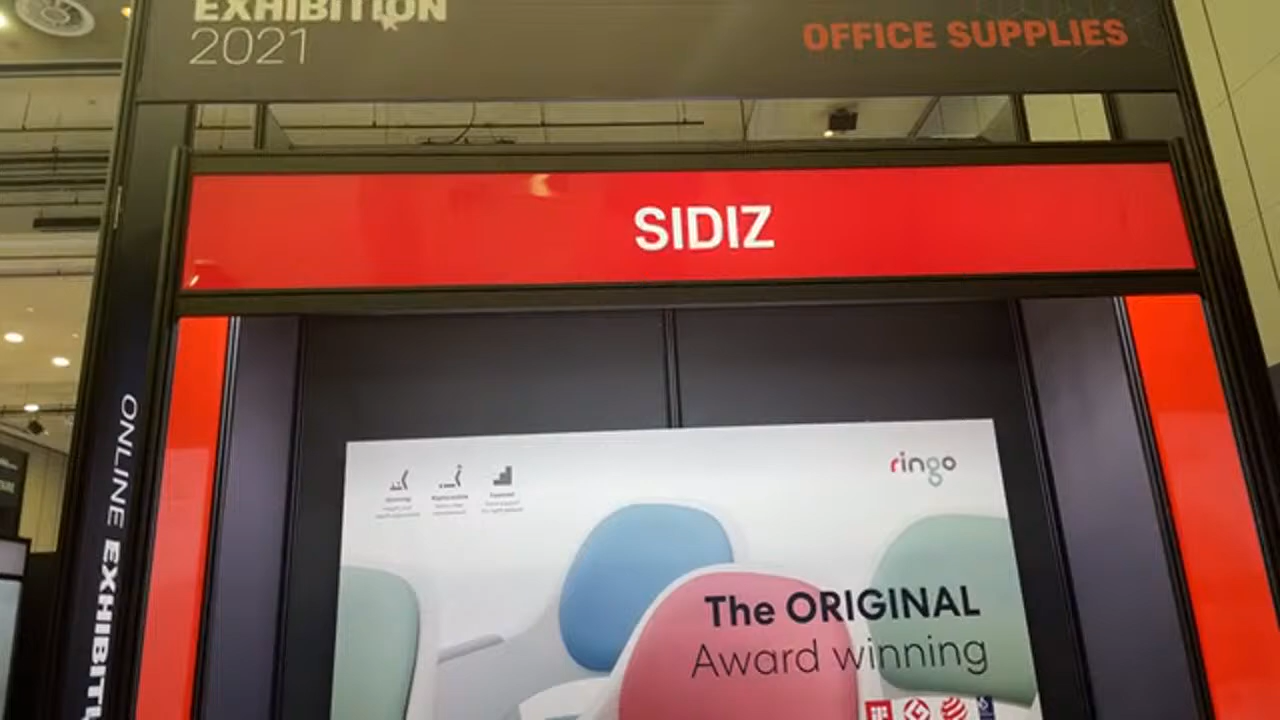 EXHIBITION
2021
OFFICE SUPPLIES
SIDIZ
ONLINE EXHIBITI
ringo
The ORIGINAL
Award winning